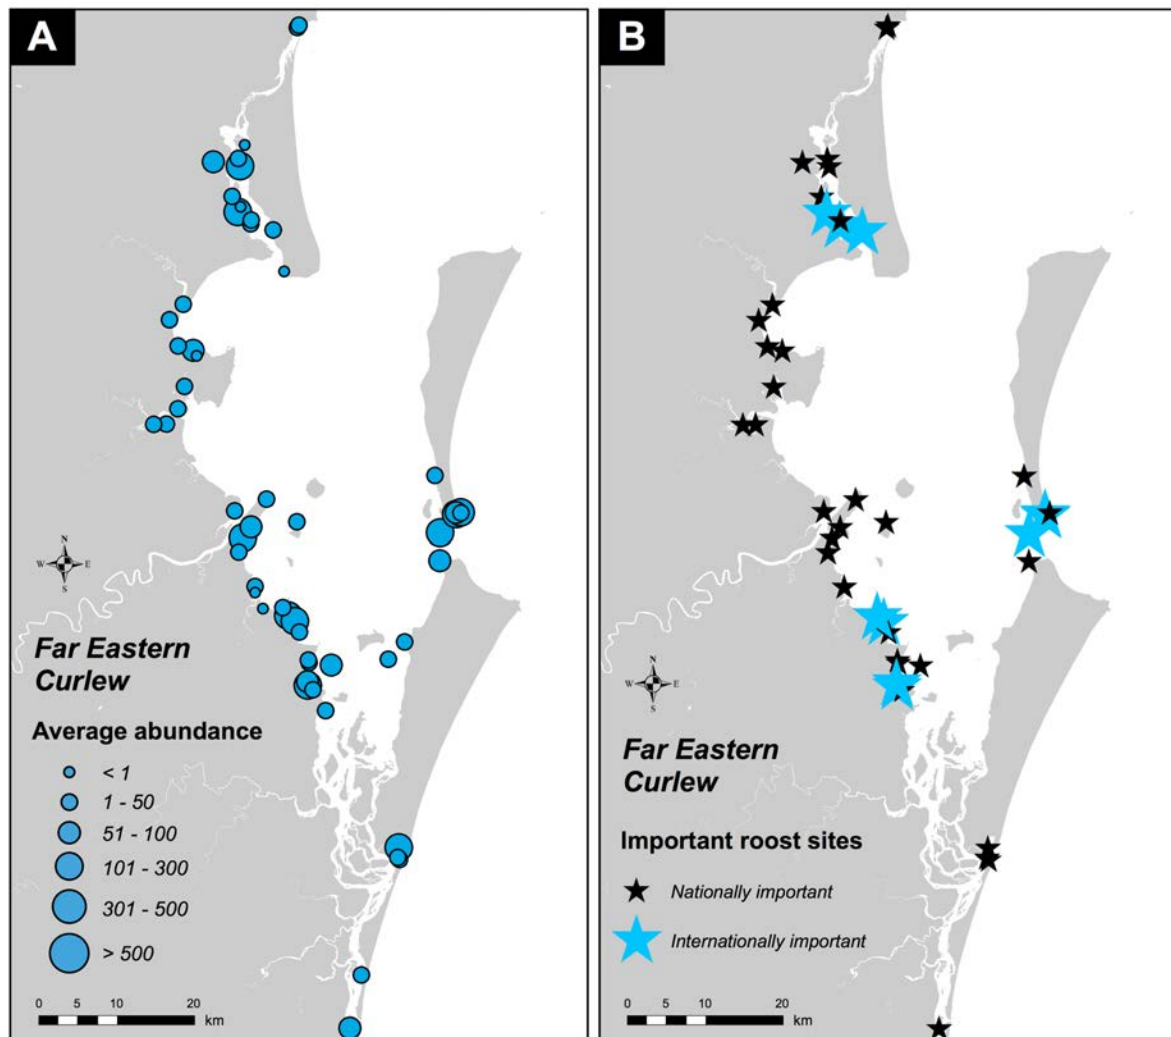 A
N
W E
S
Far Eastern
Curlew
Average abundance
< 1
1 - 50
51 - 100
101 - 300
301 - 500
> 500
0 5 10 20
km
B
N
W E
S
Far Eastern
Curlew
Important roost sites
Nationally important
Internationally important
0 5 10 20
km